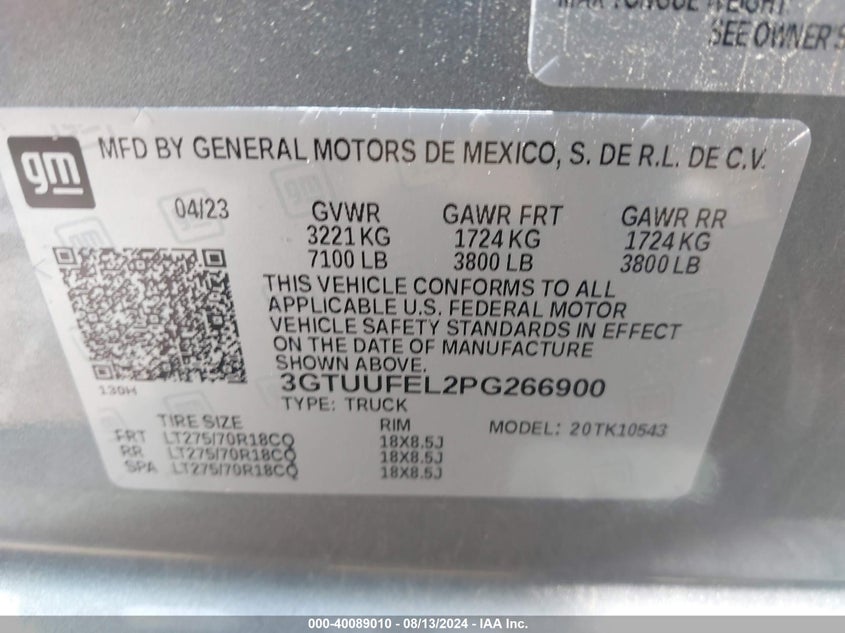 MAX TONGUE WEIGHT
SEE OWNER'S
gm
MFD BY GENERAL MOTORS DE MEXICO, S. DE R.L. DE C.V.
04/23 GVWR GAWR FRT GAWR RR
3221 KG 1724 KG 1724 KG
7100 LB 3800 LB 3800 LB
THIS VEHICLE CONFORMS TO ALL
APPLICABLE U.S. FEDERAL MOTOR
VEHICLE SAFETY STANDARDS IN EFFECT
ON THE DATE OF MANUFACTURE
SHOWN ABOVE.
130H
3GTUUFEL2PG266900
TYPE: TRUCK
TIRE SIZE RIM MODEL: 20TK10543
FRT LT275/70R18CQ 18X8.5J
RR LT275/70R18CQ 18X8.5J
SPA LT275/70R18CQ 18X8.5J
000-40089010 - 08/13/2024 - IAA Inc.